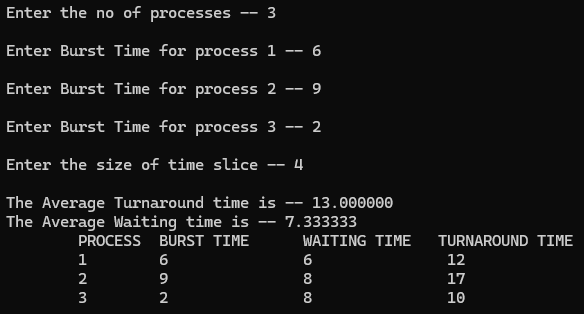 Enter the no of processes -- 3
Enter Burst Time for process 1 -- 6
Enter Burst Time for process 2 -- 9
Enter Burst Time for process 3 -- 2
Enter the size of time slice -- 4
The Average Turnaround time is -- 13.000000
The Average Waiting time is -- 7.333333
PROCESS BURST TIME WAITING TIME TURNAROUND TIME
1 6 6 12
2 9 8 17
3 2 8 10